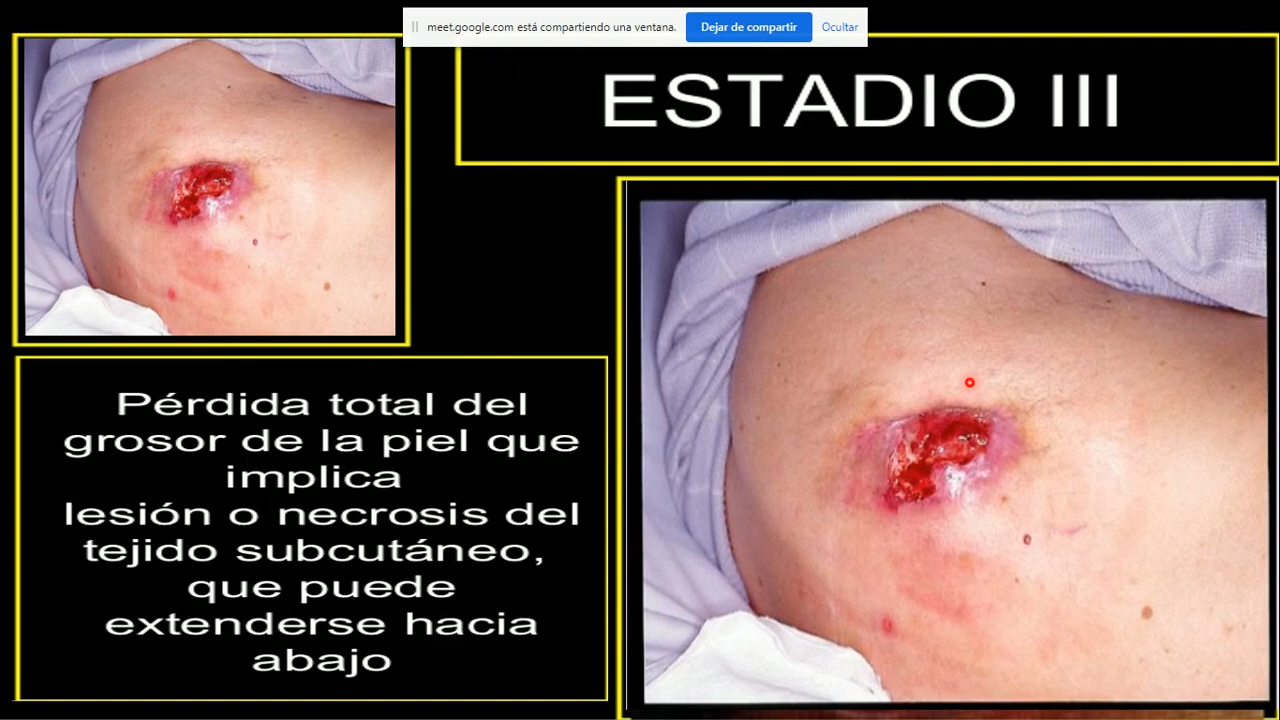 meet.google.com está compartiendo una ventana. Dejar de compartir Ocultar
ESTADIO III
Pérdida total del
grosor de la piel que
implica
lesión o necrosis del
tejido subcutáneo,
que puede
extenderse hacia
abajo